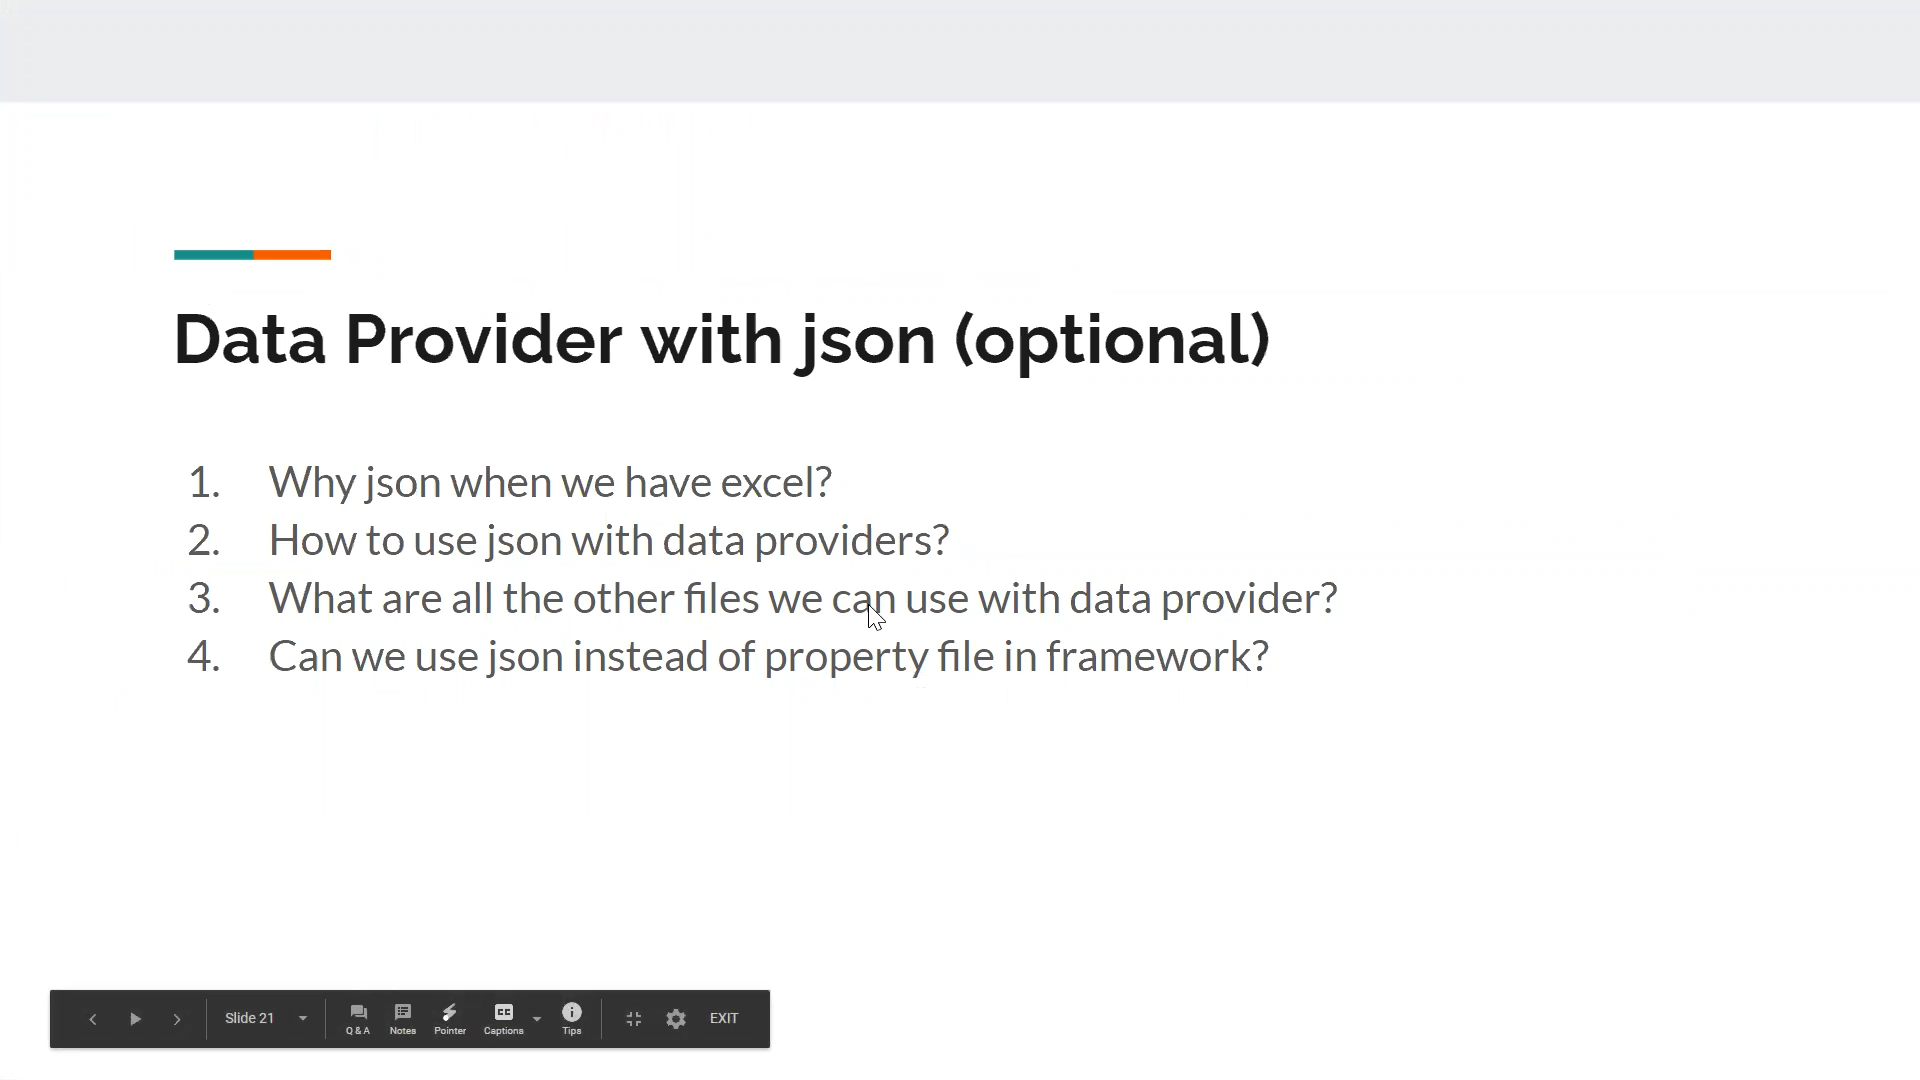 Data Provider with json (optional)
1. Why json when we have excel?
2. How to use json with data providers?
3. What are all the other files we can use with data provider?
4. Can we use json instead of property file in framework?
Slide 21
Q & A
Notes
Pointer
CC
Captions
Tips
EXIT